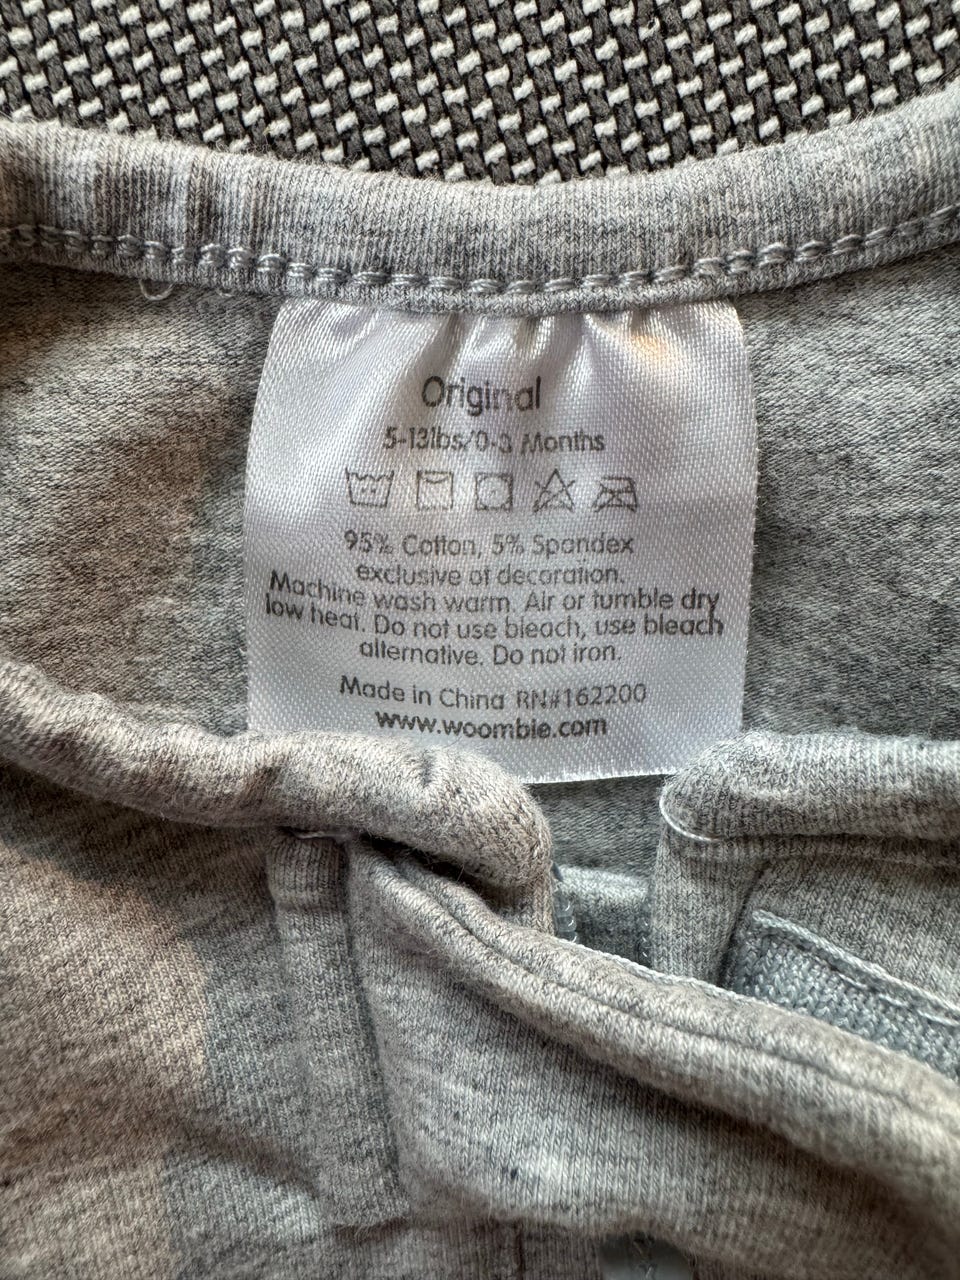 Original
5-13lbs/0-3 Months
95% Cotton, 5% Spandex
exclusive of decoration.
Machine wash warm. Air or tumble dry
low heat. Do not use bleach, use bleach
alternative. Do not iron.
Made in China RN#162200
www.woombie.com